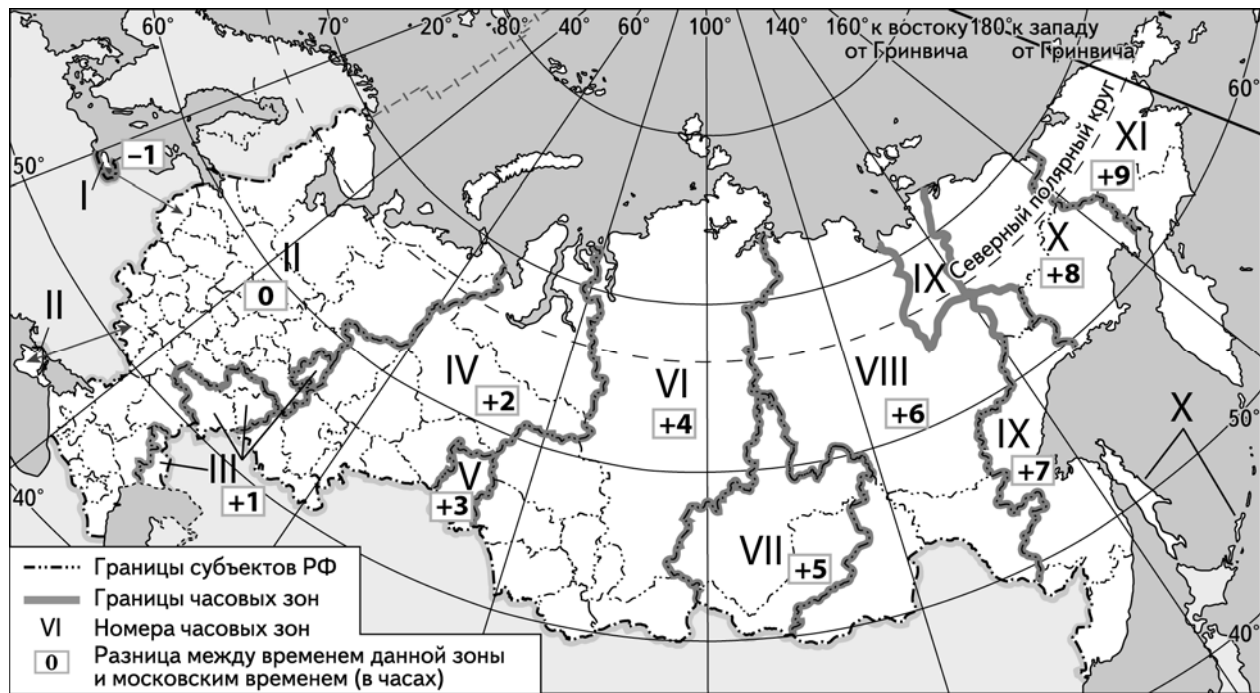 60° 70° 20° 40° 60° 100° 140° 160° к востоку 180° к западу
от Гринвича от Гринвича
60°
50°
−1
I
II
0
II
III
+1
IV
+2
V
+3
VI
+4
VII
+5
VIII
+6
IX
IX
+7
X
+8
XI
+9
X
Северный полярный круг
50°
40°
40°
Границы субъектов РФ
Границы часовых зон
VI Номера часовых зон
0 Разница между временем данной зоны
и московским временем (в часах)